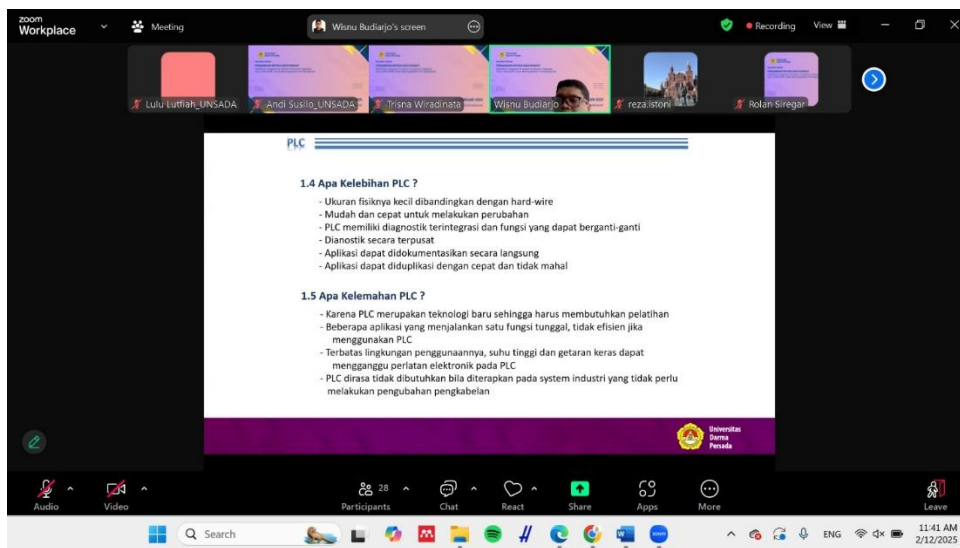 zoom
Workplace
Meeting
Wisnu Budiarjo's screen
Recording
View
Lulu Lutfiah_UNSADA
Andi Susilo_UNSADA
Trisna Wiradinata
Wisnu Budiarjo
reza.istoni
Rolan Siregar
PLC
1.4 Apa Kelebihan PLC ?
- Ukuran fisiknya kecil dibandingkan dengan hard-wire
- Mudah dan cepat untuk melakukan perubahan
- PLC memiliki diagnostik terintegrasi dan fungsi yang dapat berganti-ganti
- Dianostik secara terpusat
- Aplikasi dapat didokumentasikan secara langsung
- Aplikasi dapat diduplikasi dengan cepat dan tidak mahal
1.5 Apa Kelemahan PLC ?
- Karena PLC merupakan teknologi baru sehingga harus membutuhkan pelatihan
- Beberapa aplikasi yang menjalankan satu fungsi tunggal, tidak efisien jika
menggunakan PLC
- Terbatas lingkungan penggunaannya, suhu tinggi dan getaran keras dapat
mengganggu perlatan elektronik pada PLC
- PLC dirasa tidak dibutuhkan bila diterapkan pada system industri yang tidak perlu
melakukan pengubahan pengkabelan
Universitas
Darma
Persada
Audio
Video
28
Participants
Chat
React
Share
Apps
More
Leave
Search
ENG
11:41 AM
2/12/2025